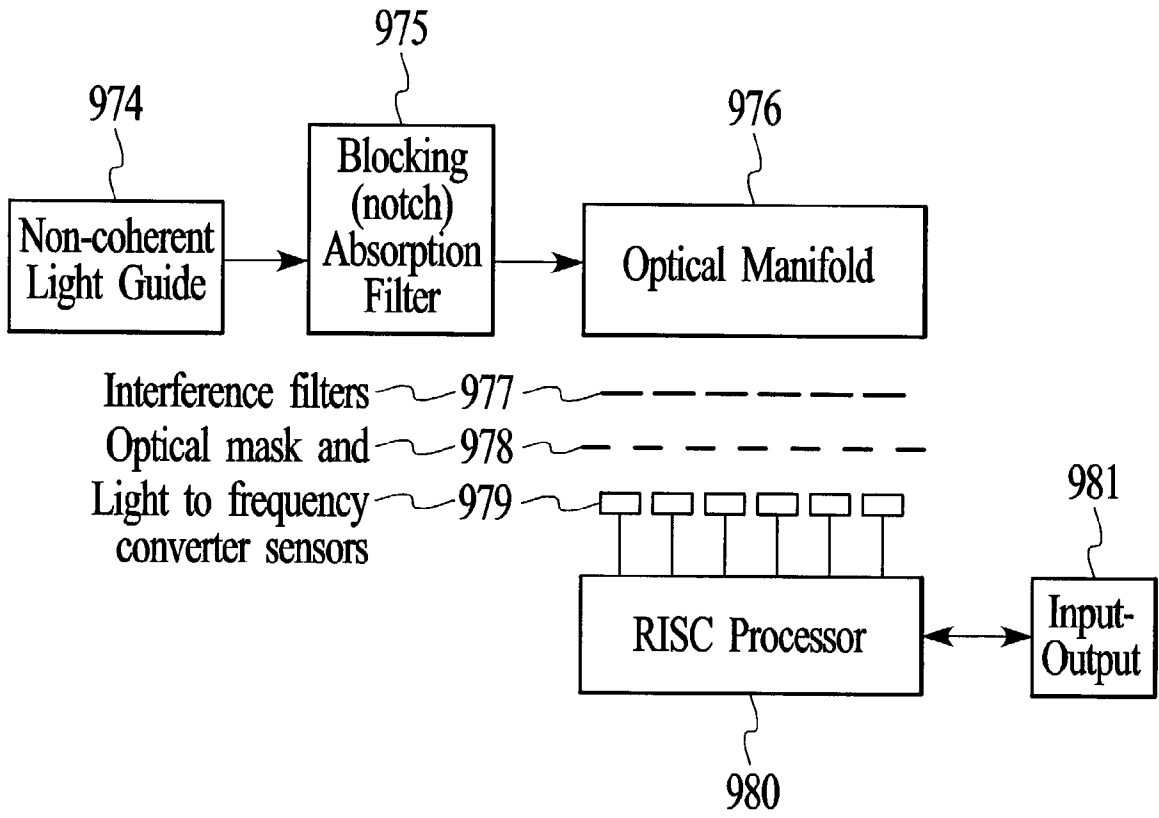 975
974
976
Blocking
(notch)
Absorption
Filter
Non-coherent
Light Guide
Optical Manifold
Interference filters 977
Optical mask and 978
Light to frequency 979
converter sensors
981
RISC Processor
Input-
Output
980